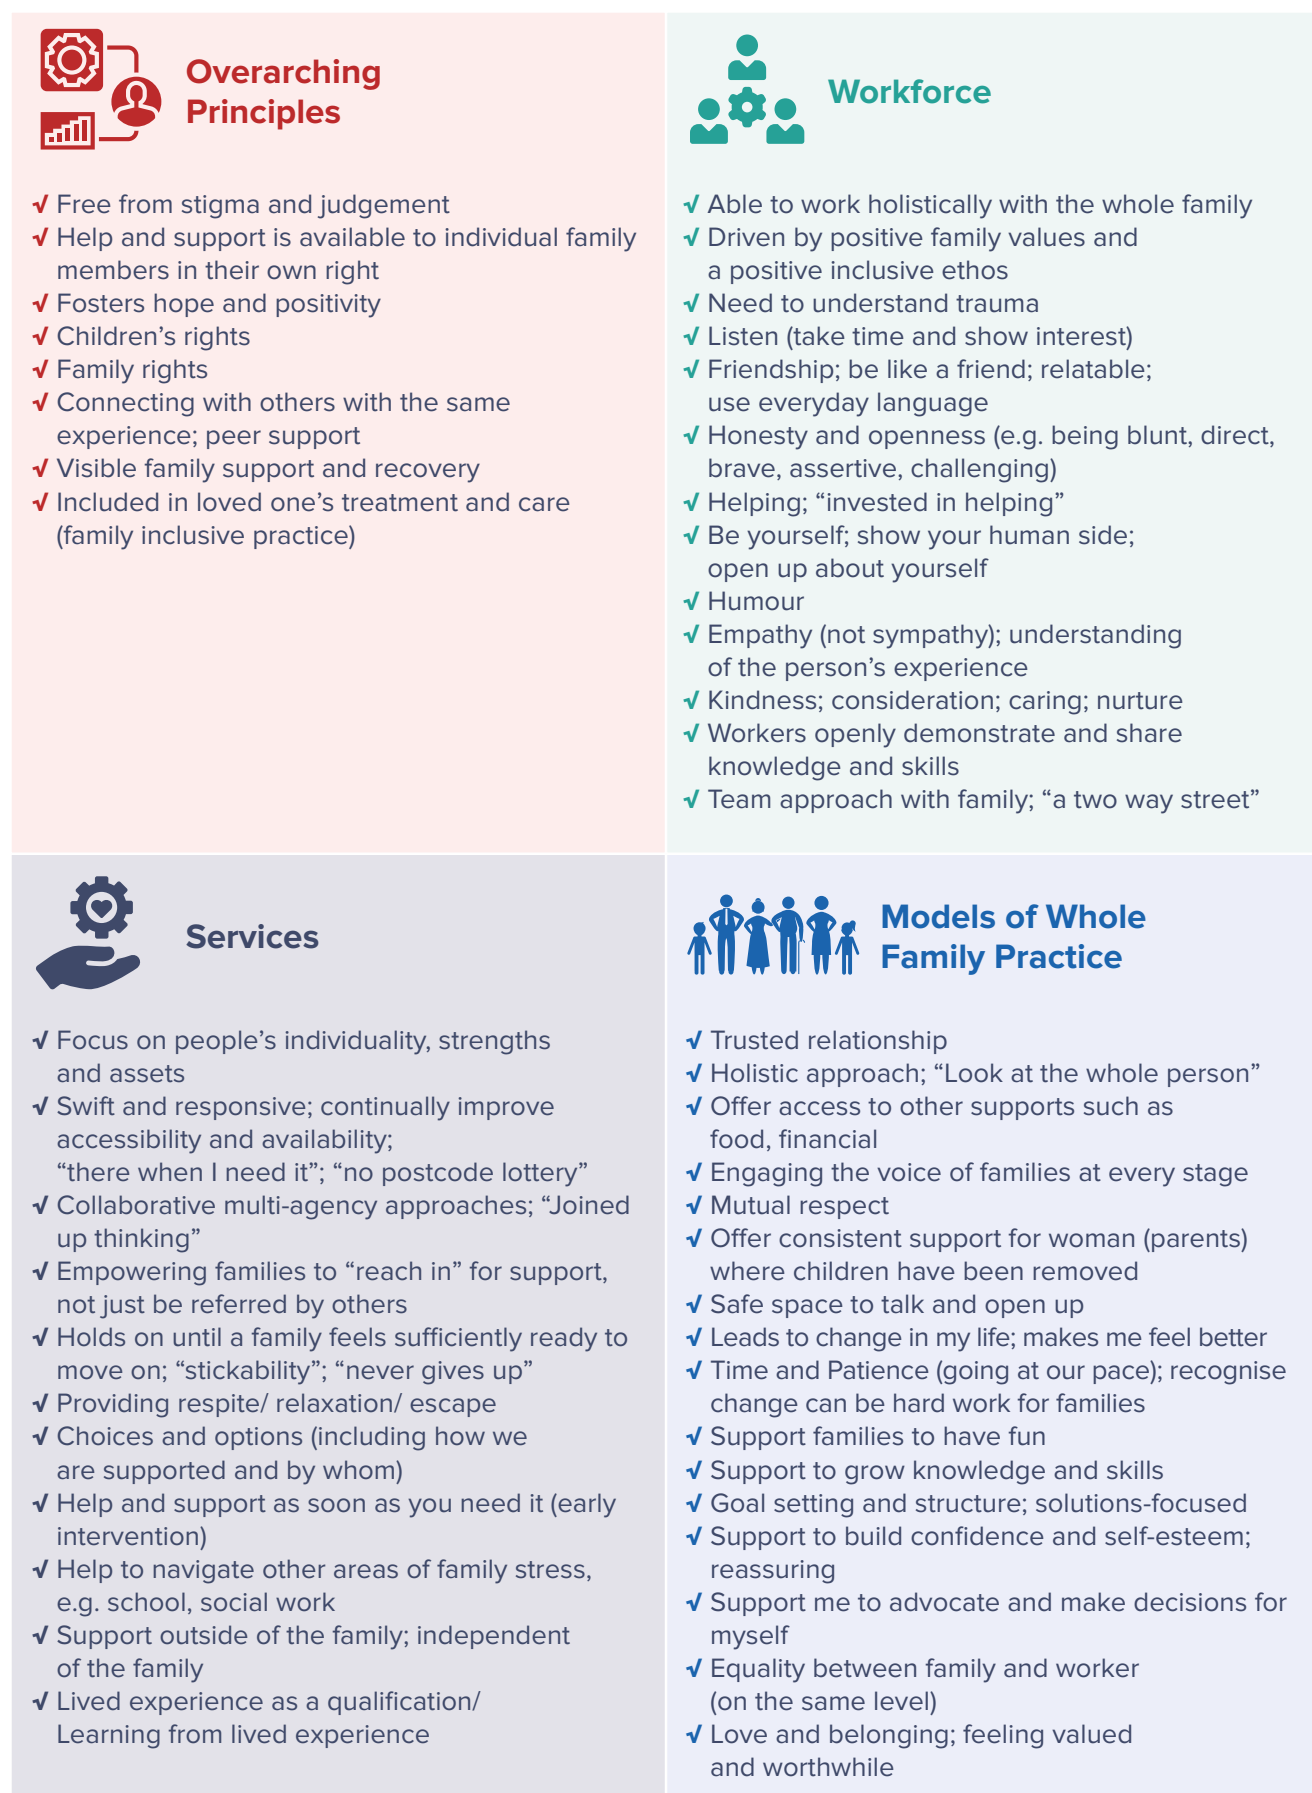 Overarching
Principles
√ Free from stigma and judgement
√ Help and support is available to individual family
members in their own right
√ Fosters hope and positivity
√ Children’s rights
√ Family rights
√ Connecting with others with the same
experience; peer support
√ Visible family support and recovery
√ Included in loved one’s treatment and care
(family inclusive practice)
Workforce
√ Able to work holistically with the whole family
√ Driven by positive family values and
a positive inclusive ethos
√ Need to understand trauma
√ Listen (take time and show interest)
√ Friendship; be like a friend; relatable;
use everyday language
√ Honesty and openness (e.g. being blunt, direct,
brave, assertive, challenging)
√ Helping; “invested in helping”
√ Be yourself; show your human side;
open up about yourself
√ Humour
√ Empathy (not sympathy); understanding
of the person’s experience
√ Kindness; consideration; caring; nurture
√ Workers openly demonstrate and share
knowledge and skills
√ Team approach with family; “a two way street”
Services
√ Focus on people’s individuality, strengths
and assets
√ Swift and responsive; continually improve
accessibility and availability;
“there when I need it”; “no postcode lottery”
√ Collaborative multi-agency approaches; “Joined
up thinking”
√ Empowering families to “reach in” for support,
not just be referred by others
√ Holds on until a family feels sufficiently ready to
move on; “stickability”; “never gives up”
√ Providing respite/ relaxation/ escape
√ Choices and options (including how we
are supported and by whom)
√ Help and support as soon as you need it (early
intervention)
√ Help to navigate other areas of family stress,
e.g. school, social work
√ Support outside of the family; independent
of the family
√ Lived experience as a qualification/
Learning from lived experience
Models of Whole
Family Practice
√ Trusted relationship
√ Holistic approach; “Look at the whole person”
√ Offer access to other supports such as
food, financial
√ Engaging the voice of families at every stage
√ Mutual respect
√ Offer consistent support for woman (parents)
where children have been removed
√ Safe space to talk and open up
√ Leads to change in my life; makes me feel better
√ Time and Patience (going at our pace); recognise
change can be hard work for families
√ Support families to have fun
√ Support to grow knowledge and skills
√ Goal setting and structure; solutions-focused
√ Support to build confidence and self-esteem;
reassuring
√ Support me to advocate and make decisions for
myself
√ Equality between family and worker
(on the same level)
√ Love and belonging; feeling valued
and worthwhile